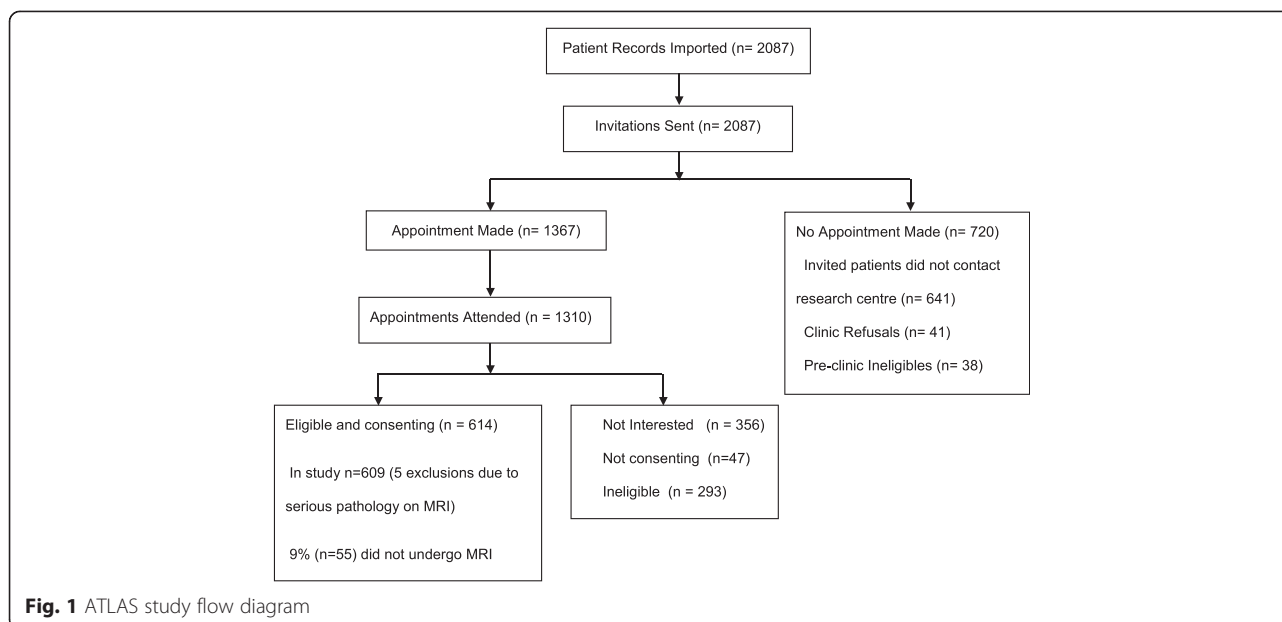 Patient Records Imported (n= 2087)
Invitations Sent (n= 2087)
Appointment Made (n= 1367)
Appointments Attended (n = 1310)
No Appointment Made (n= 720)
Invited patients did not contact
research centre (n= 641)
Clinic Refusals (n= 41)
Pre-clinic Ineligibles (n= 38)
Eligible and consenting (n = 614)
In study n=609 (5 exclusions due to
serious pathology on MRI)
9% (n=55) did not undergo MRI
Not Interested (n = 356)
Not consenting (n=47)
Ineligible (n = 293)
Fig. 1 ATLAS study flow diagram